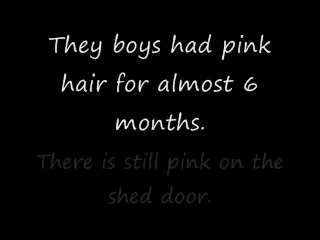 They boys had pink
hair for almost 6
months.
There is still pink on the
shed door.